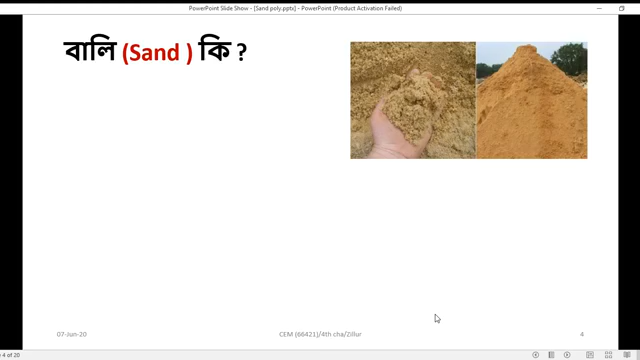 PowerPoint Slide Show - [Sand poly.pptx] - PowerPoint (Product Activation Failed)
বালি (Sand ) কি ?
07-Jun-20
CEM (66421)/4th cha/Zillur
4
4 of 20